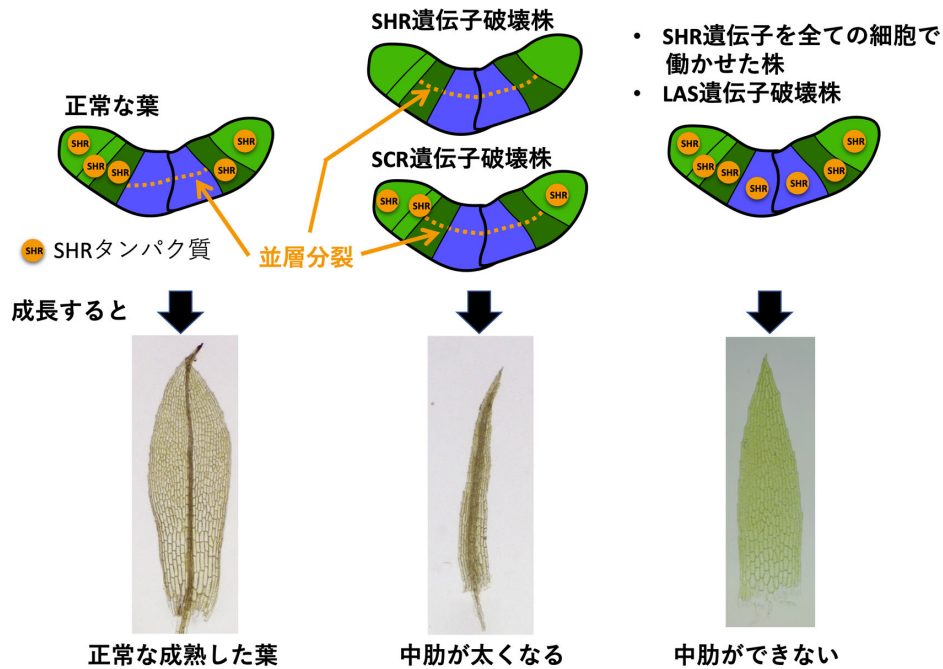 SHR遺伝子破壊株
• SHR遺伝子を全ての細胞で
働かせた株
• LAS遺伝子破壊株
正常な葉
SHR
SHR
SHR
SHR
SHR
SCR遺伝子破壊株
SHR
SHR
SHR
SHR
SHR
SHR
SHR
SHR
SHR
SHR
SHR SHRタンパク質
並層分裂
成長すると
正常な成熟した葉
中肋が太くなる
中肋ができない